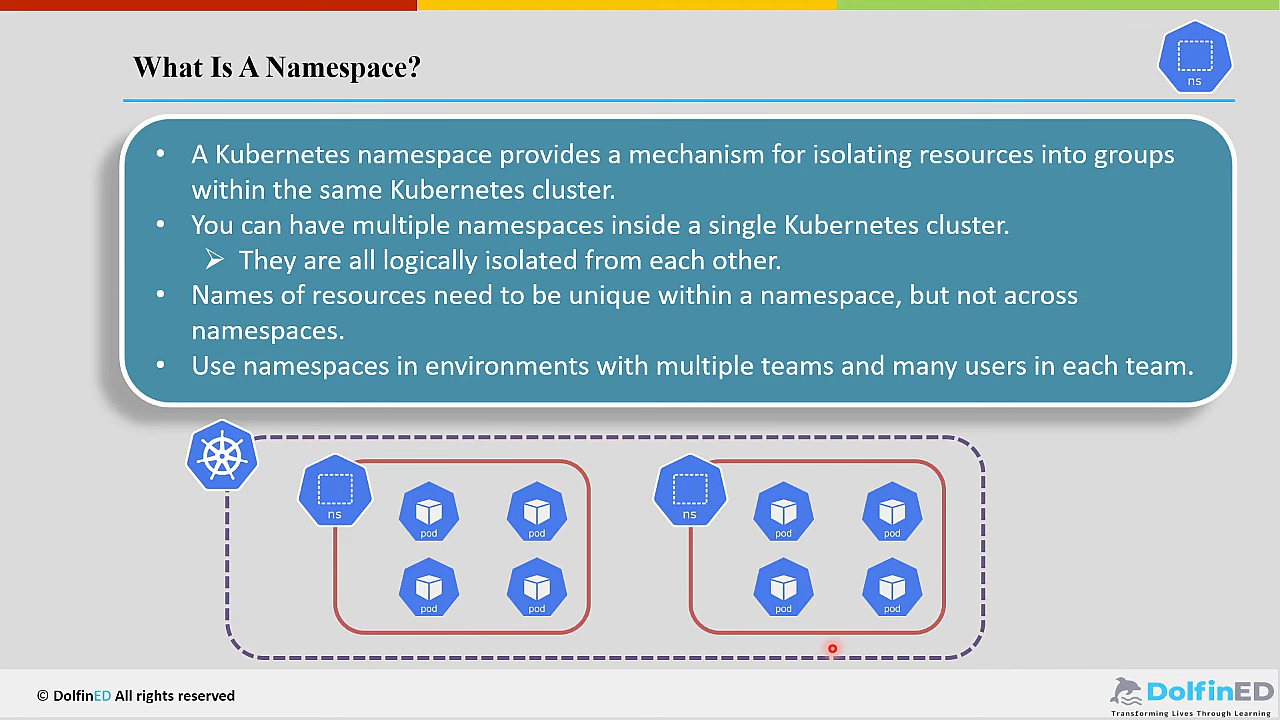 What Is A Namespace?
ns
• A Kubernetes namespace provides a mechanism for isolating resources into groups
within the same Kubernetes cluster.
• You can have multiple namespaces inside a single Kubernetes cluster.
➢ They are all logically isolated from each other.
• Names of resources need to be unique within a namespace, but not across
namespaces.
• Use namespaces in environments with multiple teams and many users in each team.
ns
pod pod
pod pod
ns
pod pod
pod pod
© DolfinED All rights reserved
DolfinED
Transforming Lives Through Learning